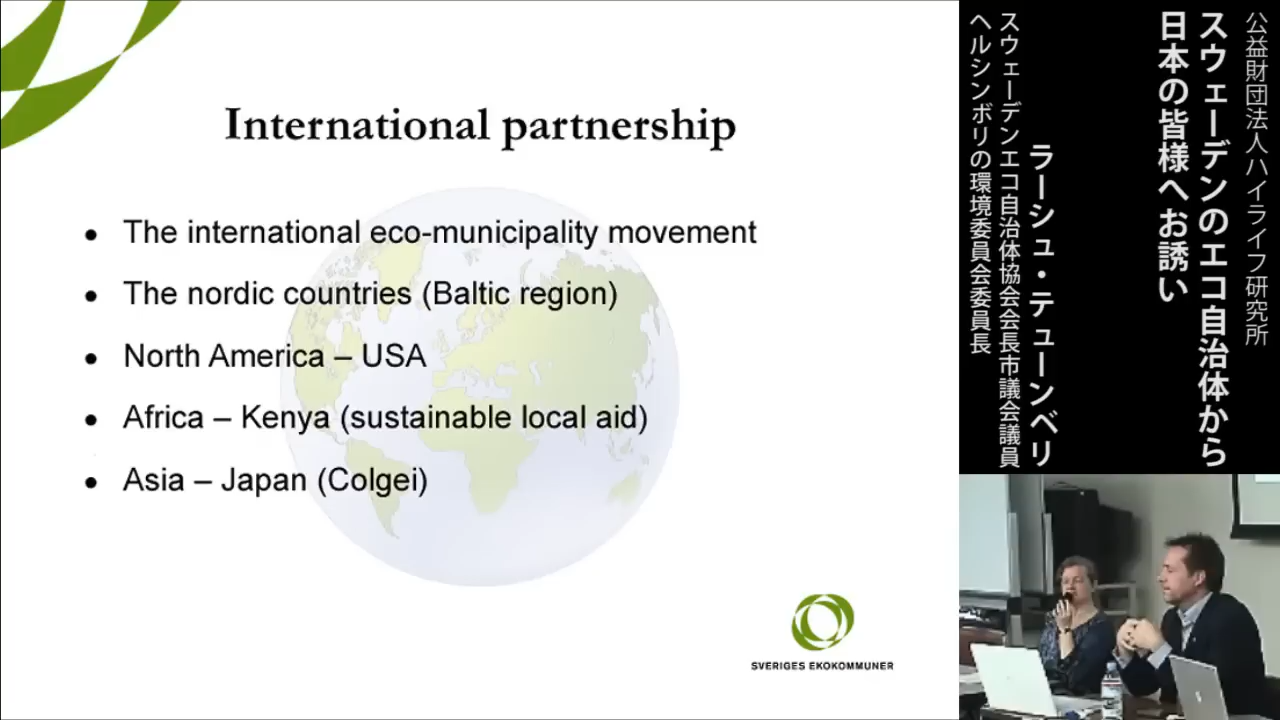 International partnership
The international eco-municipality movement
The nordic countries (Baltic region)
North America – USA
Africa – Kenya (sustainable local aid)
Asia – Japan (Colgei)
SVERIGES EKOKOMMUNER
公益財団法人ハイライフ研究所
スウェーデンのエコ自治体から
日本の皆様へお誘い
ラーシュ・テューンベリ
スウェーデンエコ自治体協会会長市議会議員
ヘルシンボリの環境委員会委員長